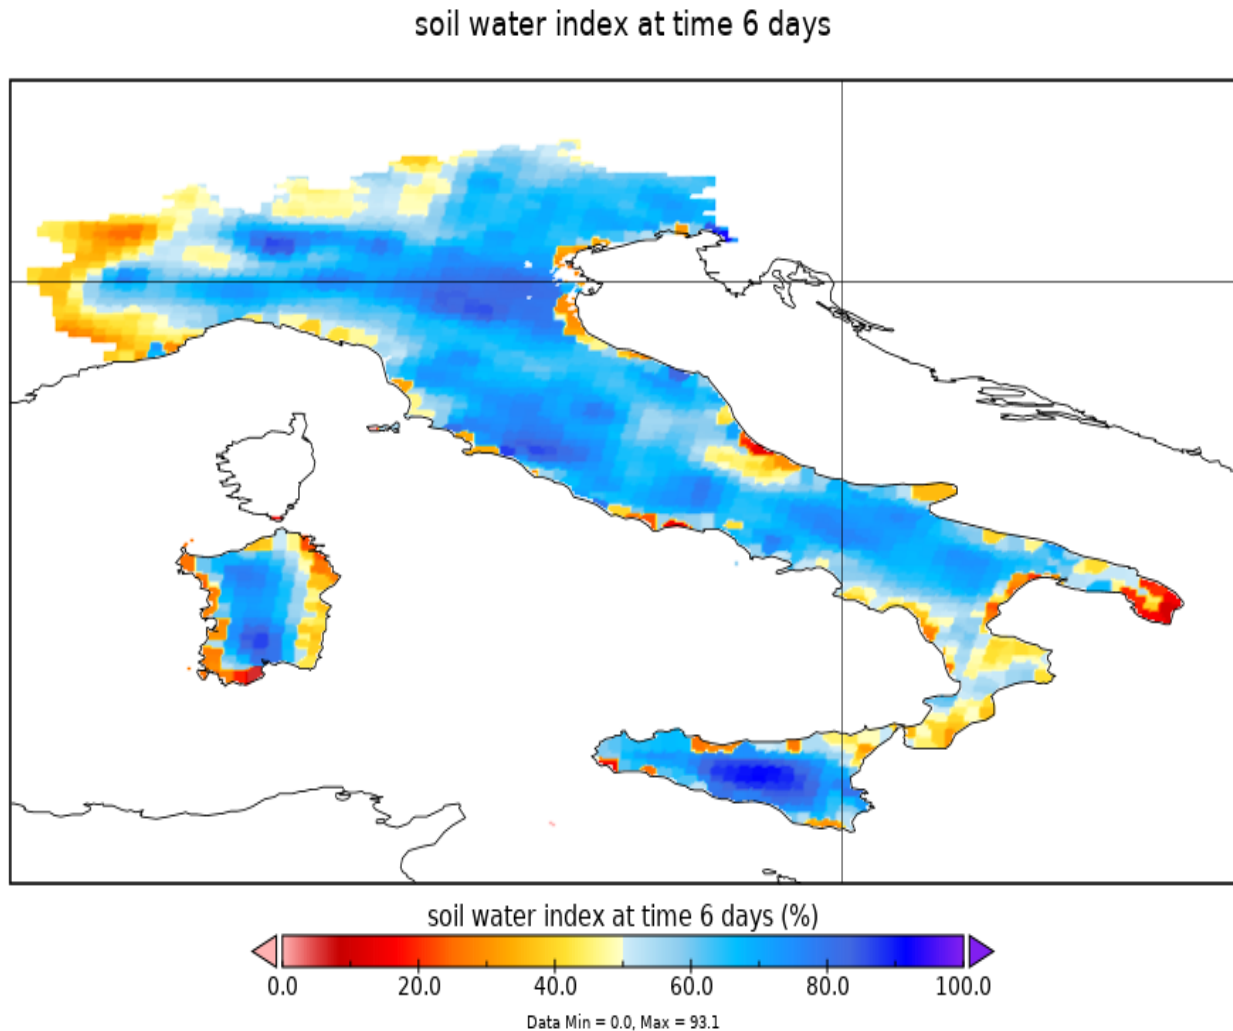 soil water index at time 6 days
soil water index at time 6 days (%)
0.0 20.0 40.0 60.0 80.0 100.0
Data Min = 0.0, Max = 93.1